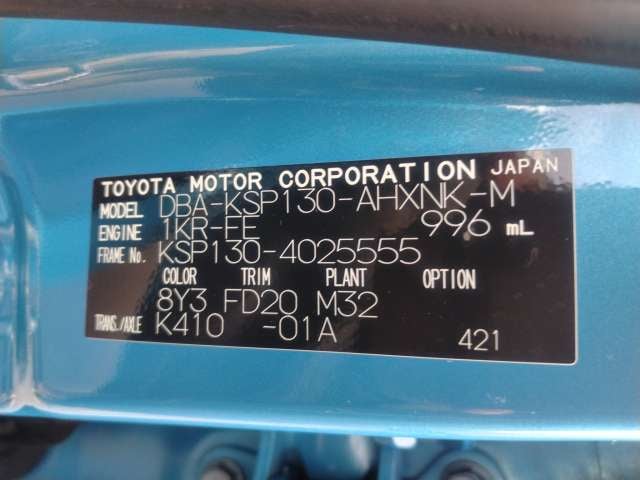 TOYOTA MOTOR CORPORATION JAPAN
MODEL DBA-KSP130-AHXNK-M
ENGINE 1KR-FE 996 mL
FRAME No. KSP130-4025555
COLOR TRIM PLANT OPTION
8Y3 FD20 M32
TRANS./AXLE K410 -01A 421